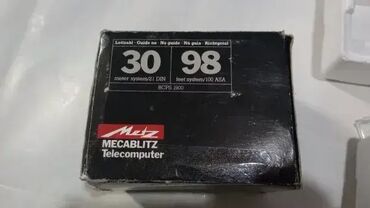 Leitzahl · Guide no · No guide · No guia · Richtgetal
30
98
meter system/21 DIN
feet system/100 ASA
BCPS 1900
Metz
MECABLITZ
Telecomputer